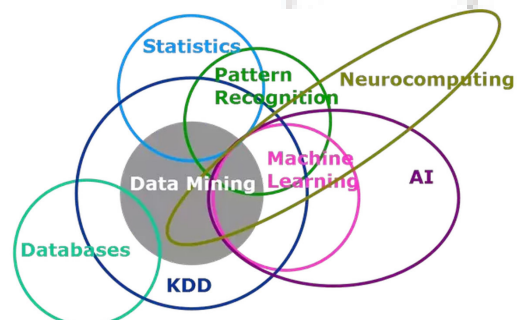 Statistics
Pattern
Recognition
Neurocomputing
Machine
Learning
Data Mining
AI
Databases
KDD